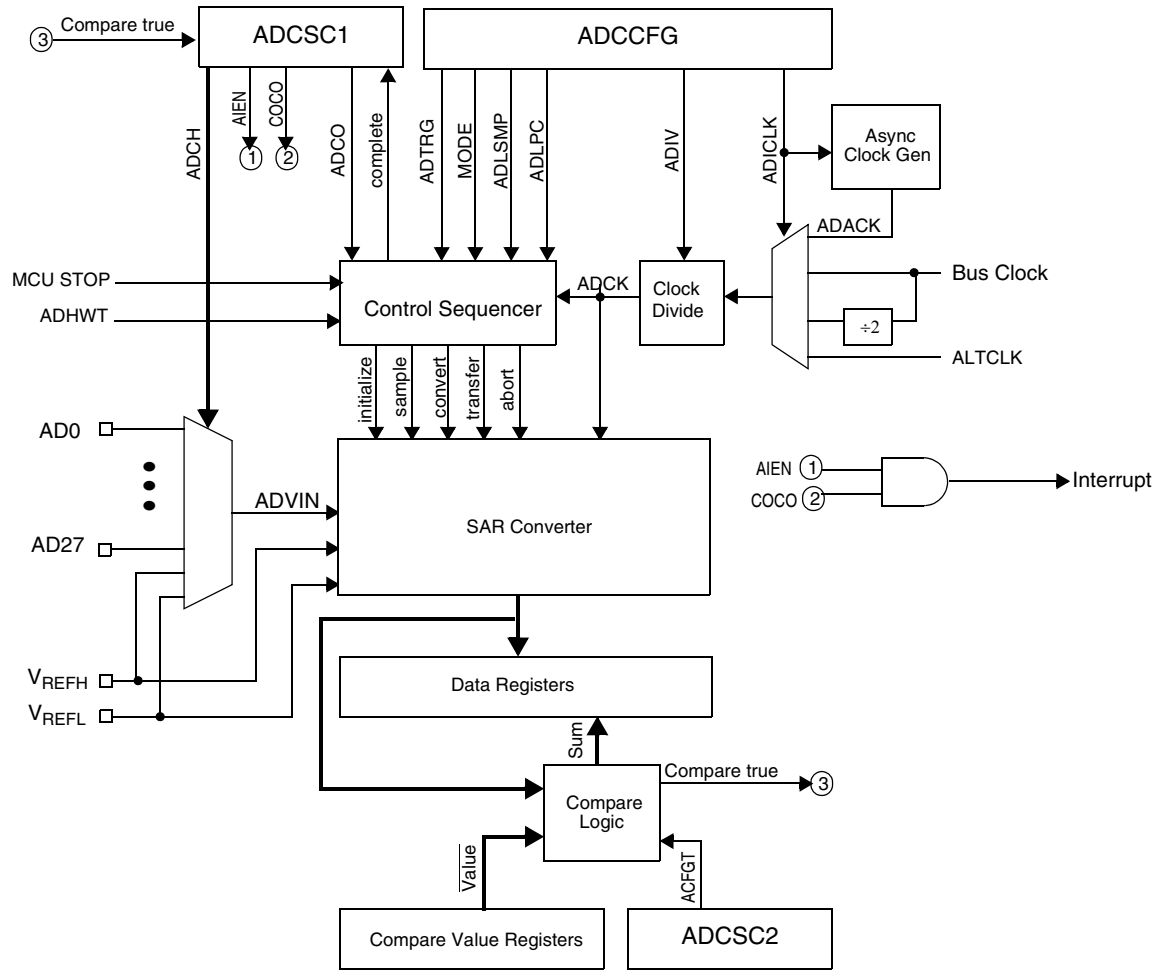 3 Compare true
ADCSC1
ADCCFG
ADCH
AIEN
COCO
1
2
ADCO
complete
ADTRG
MODE
ADLSMP
ADLPC
ADIV
ADICLK
Async
Clock Gen
ADACK
MCU STOP
ADHWT
Control Sequencer
ADCK
Clock
Divide
Bus Clock
÷2
ALTCLK
initialize
sample
convert
transfer
abort
AD0
AD27
ADVIN
SAR Converter
AIEN 1
COCO 2
Interrupt
VREFH
VREFL
Data Registers
Sum
Compare true
3
Compare
Logic
Value
ACFGT
Compare Value Registers
ADCSC2